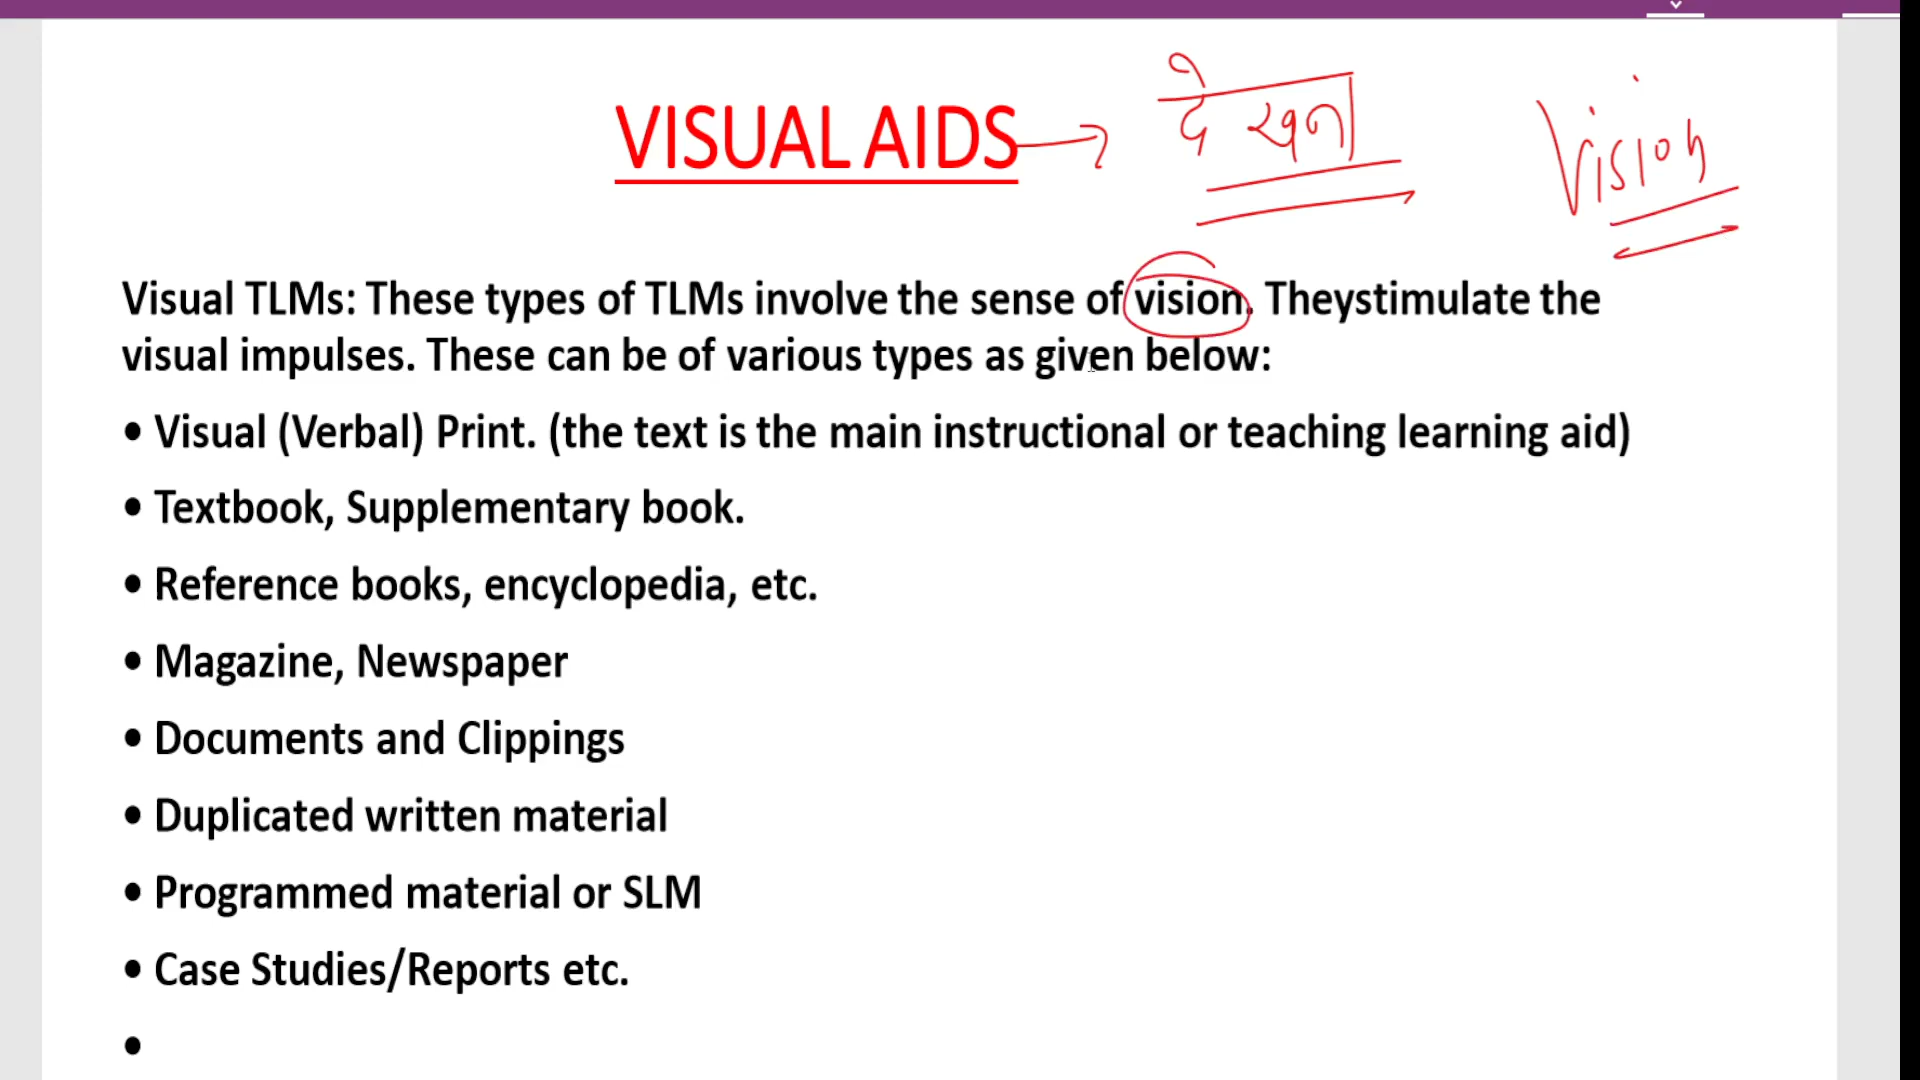 VISUAL AIDS देखना Vision
Visual TLMs: These types of TLMs involve the sense of vision. Theystimulate the
visual impulses. These can be of various types as given below:
• Visual (Verbal) Print. (the text is the main instructional or teaching learning aid)
• Textbook, Supplementary book.
• Reference books, encyclopedia, etc.
• Magazine, Newspaper
• Documents and Clippings
• Duplicated written material
• Programmed material or SLM
• Case Studies/Reports etc.
•